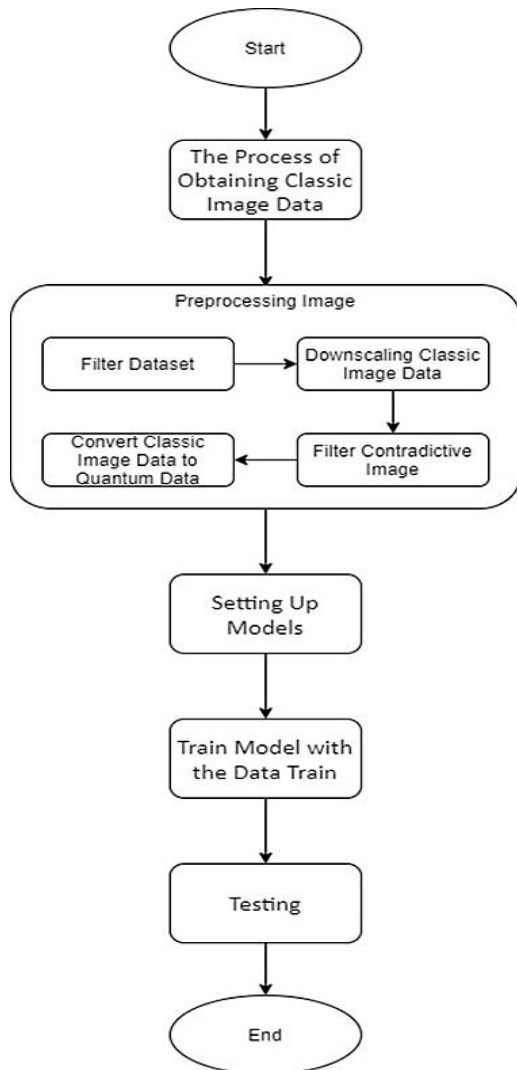 Start
The Process of
Obtaining Classic
Image Data
Preprocessing Image
Filter Dataset
Downscaling Classic
Image Data
Filter Contradictive
Image
Convert Classic
Image Data to
Quantum Data
Setting Up
Models
Train Model with
the Data Train
Testing
End